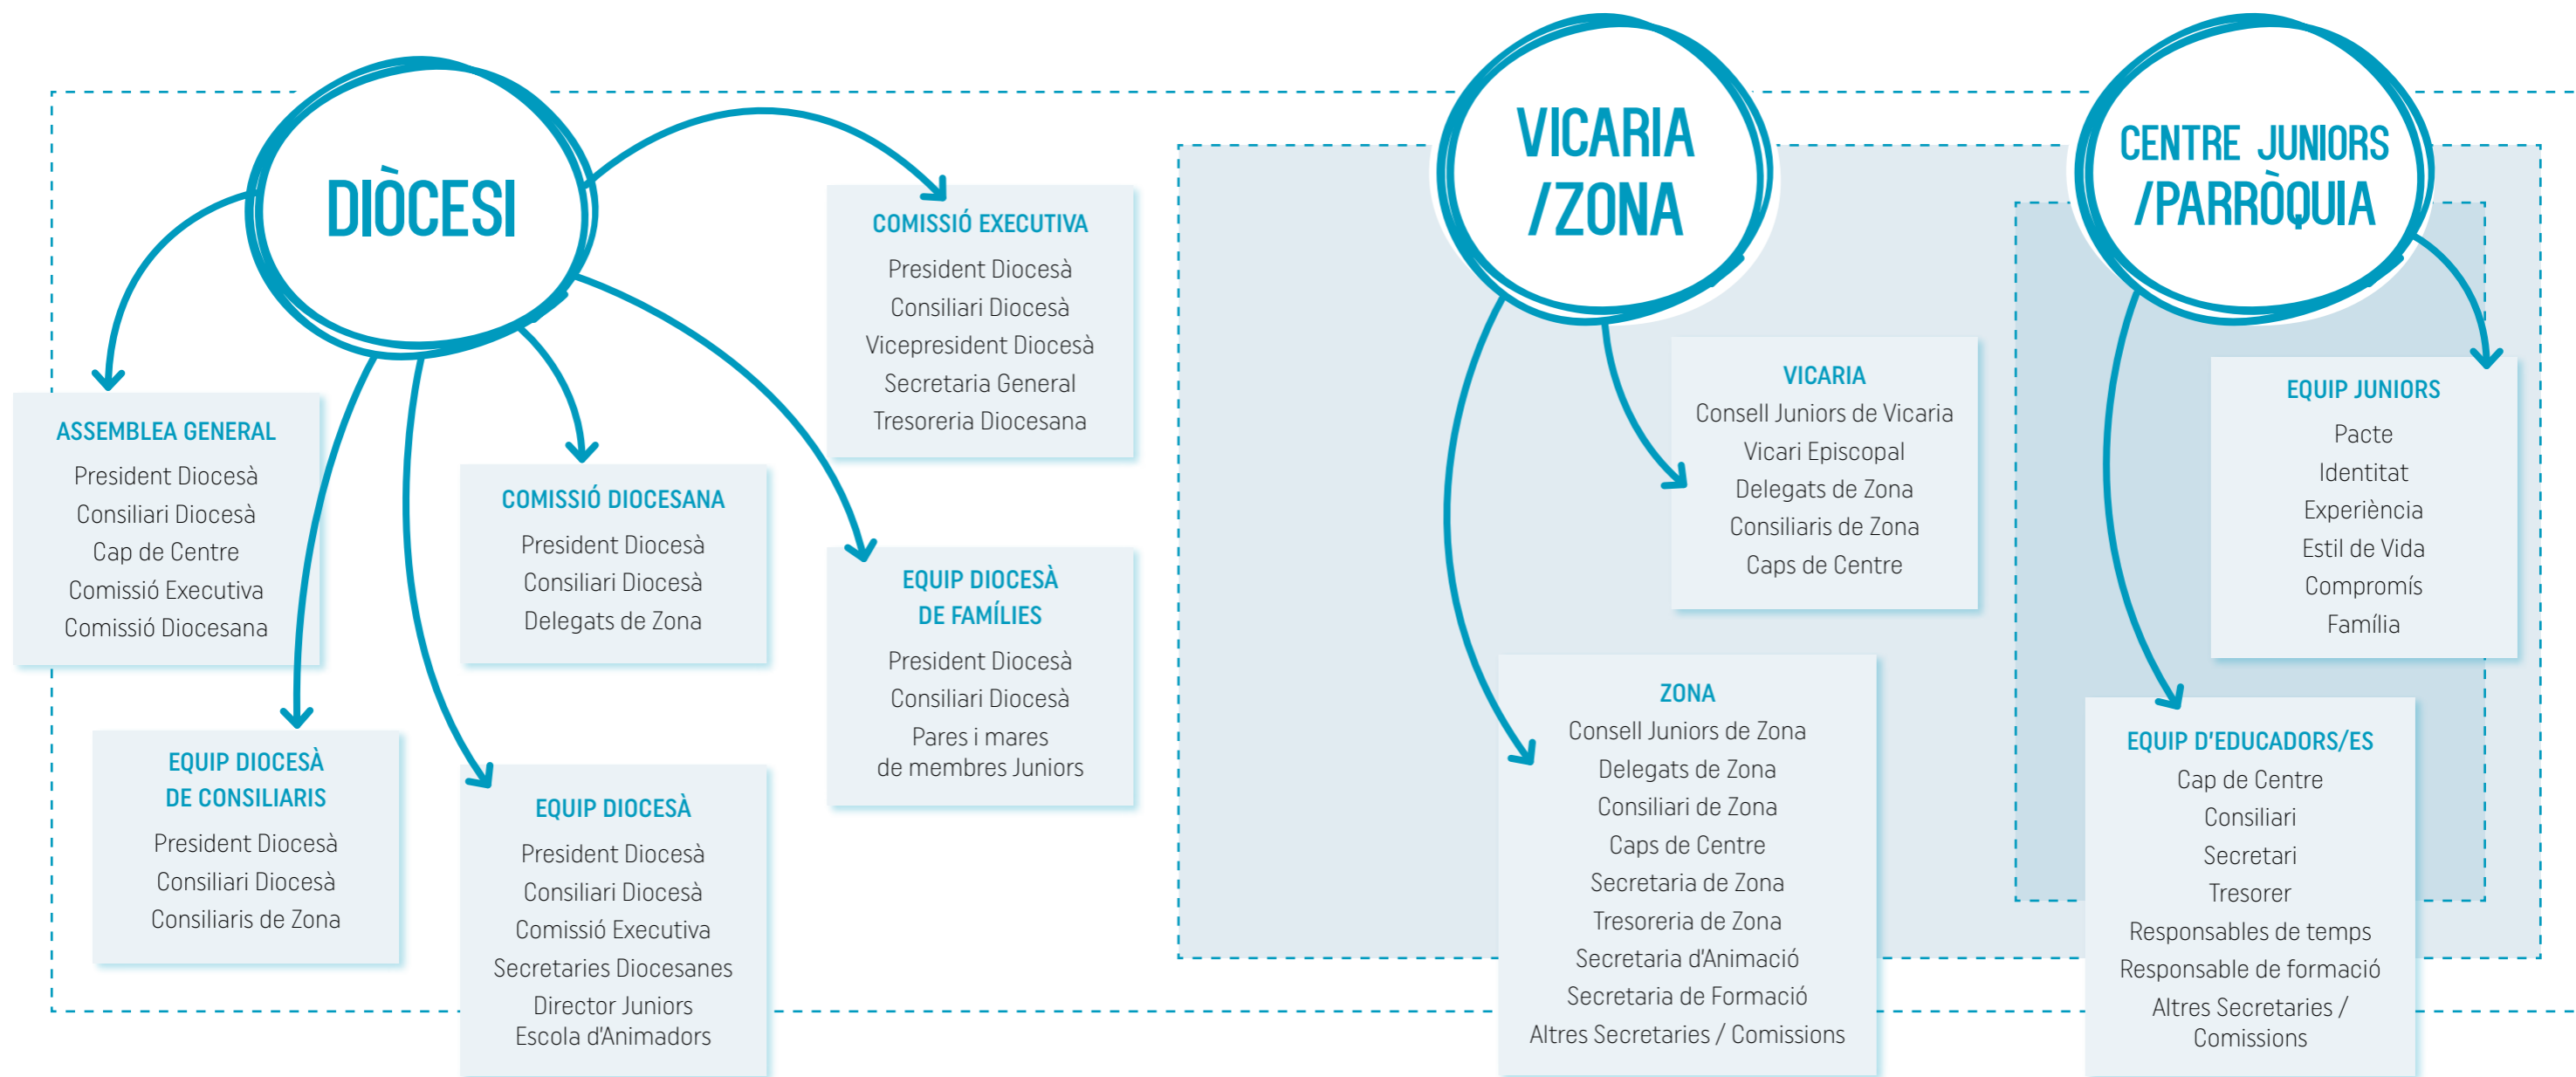 DIÒCESI
ASSEMBLEA GENERAL
President Diocesà
Consiliari Diocesà
Cap de Centre
Comissió Executiva
Comissió Diocesana
EQUIP DIOCESÀ
DE CONSILIARIS
President Diocesà
Consiliari Diocesà
Consiliaris de Zona
EQUIP DIOCESÀ
President Diocesà
Consiliari Diocesà
Comissió Executiva
Secretaries Diocesanes
Director Juniors
Escola d'Animadors
COMISSIÓ DIOCESANA
President Diocesà
Consiliari Diocesà
Delegats de Zona
EQUIP DIOCESÀ
DE FAMÍLIES
President Diocesà
Consiliari Diocesà
Pares i mares
de membres Juniors
COMISSIÓ EXECUTIVA
President Diocesà
Consiliari Diocesà
Vicepresident Diocesà
Secretaria General
Tresoreria Diocesana
VICARIA
/ZONA
VICARIA
Consell Juniors de Vicaria
Vicari Episcopal
Delegats de Zona
Consiliaris de Zona
Caps de Centre
ZONA
Consell Juniors de Zona
Delegats de Zona
Consiliari de Zona
Caps de Centre
Secretaria de Zona
Tresoreria de Zona
Secretaria d'Animació
Secretaria de Formació
Altres Secretaries / Comissions
CENTRE JUNIORS
/PARRÒQUIA
EQUIP JUNIORS
Pacte
Identitat
Experiència
Estil de Vida
Compromís
Família
EQUIP D'EDUCADORS/ES
Cap de Centre
Consiliari
Secretari
Tresorer
Responsables de temps
Responsable de formació
Altres Secretaries /
Comissions